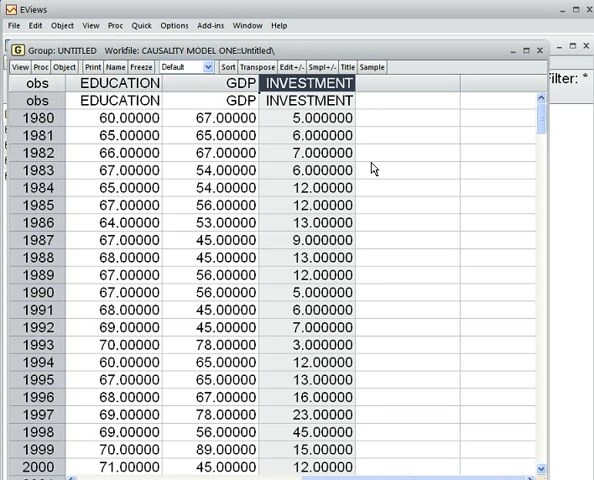 EViews
File Edit Object View Proc Quick Options Add-ins Window Help
Group: UNTITLED Workfile: CAUSALITY MODEL ONE::Untitled\
View Proc Object Print Name Freeze Default Sort Transpose Edit+/- Smpl+/- Title Sample
Filter: *
obs EDUCATION GDP INVESTMENT
obs EDUCATION GDP INVESTMENT
1980 60.00000 67.00000 5.000000
1981 65.00000 65.00000 6.000000
1982 66.00000 67.00000 7.000000
1983 67.00000 54.00000 6.000000
1984 65.00000 54.00000 12.00000
1985 67.00000 56.00000 12.00000
1986 64.00000 53.00000 13.00000
1987 67.00000 45.00000 9.000000
1988 68.00000 45.00000 13.00000
1989 67.00000 56.00000 12.00000
1990 67.00000 56.00000 5.000000
1991 68.00000 45.00000 6.000000
1992 69.00000 45.00000 7.000000
1993 70.00000 78.00000 3.000000
1994 60.00000 65.00000 12.00000
1995 67.00000 65.00000 13.00000
1996 68.00000 67.00000 16.00000
1997 69.00000 78.00000 23.00000
1998 69.00000 56.00000 45.00000
1999 70.00000 89.00000 15.00000
2000 71.00000 45.00000 12.00000